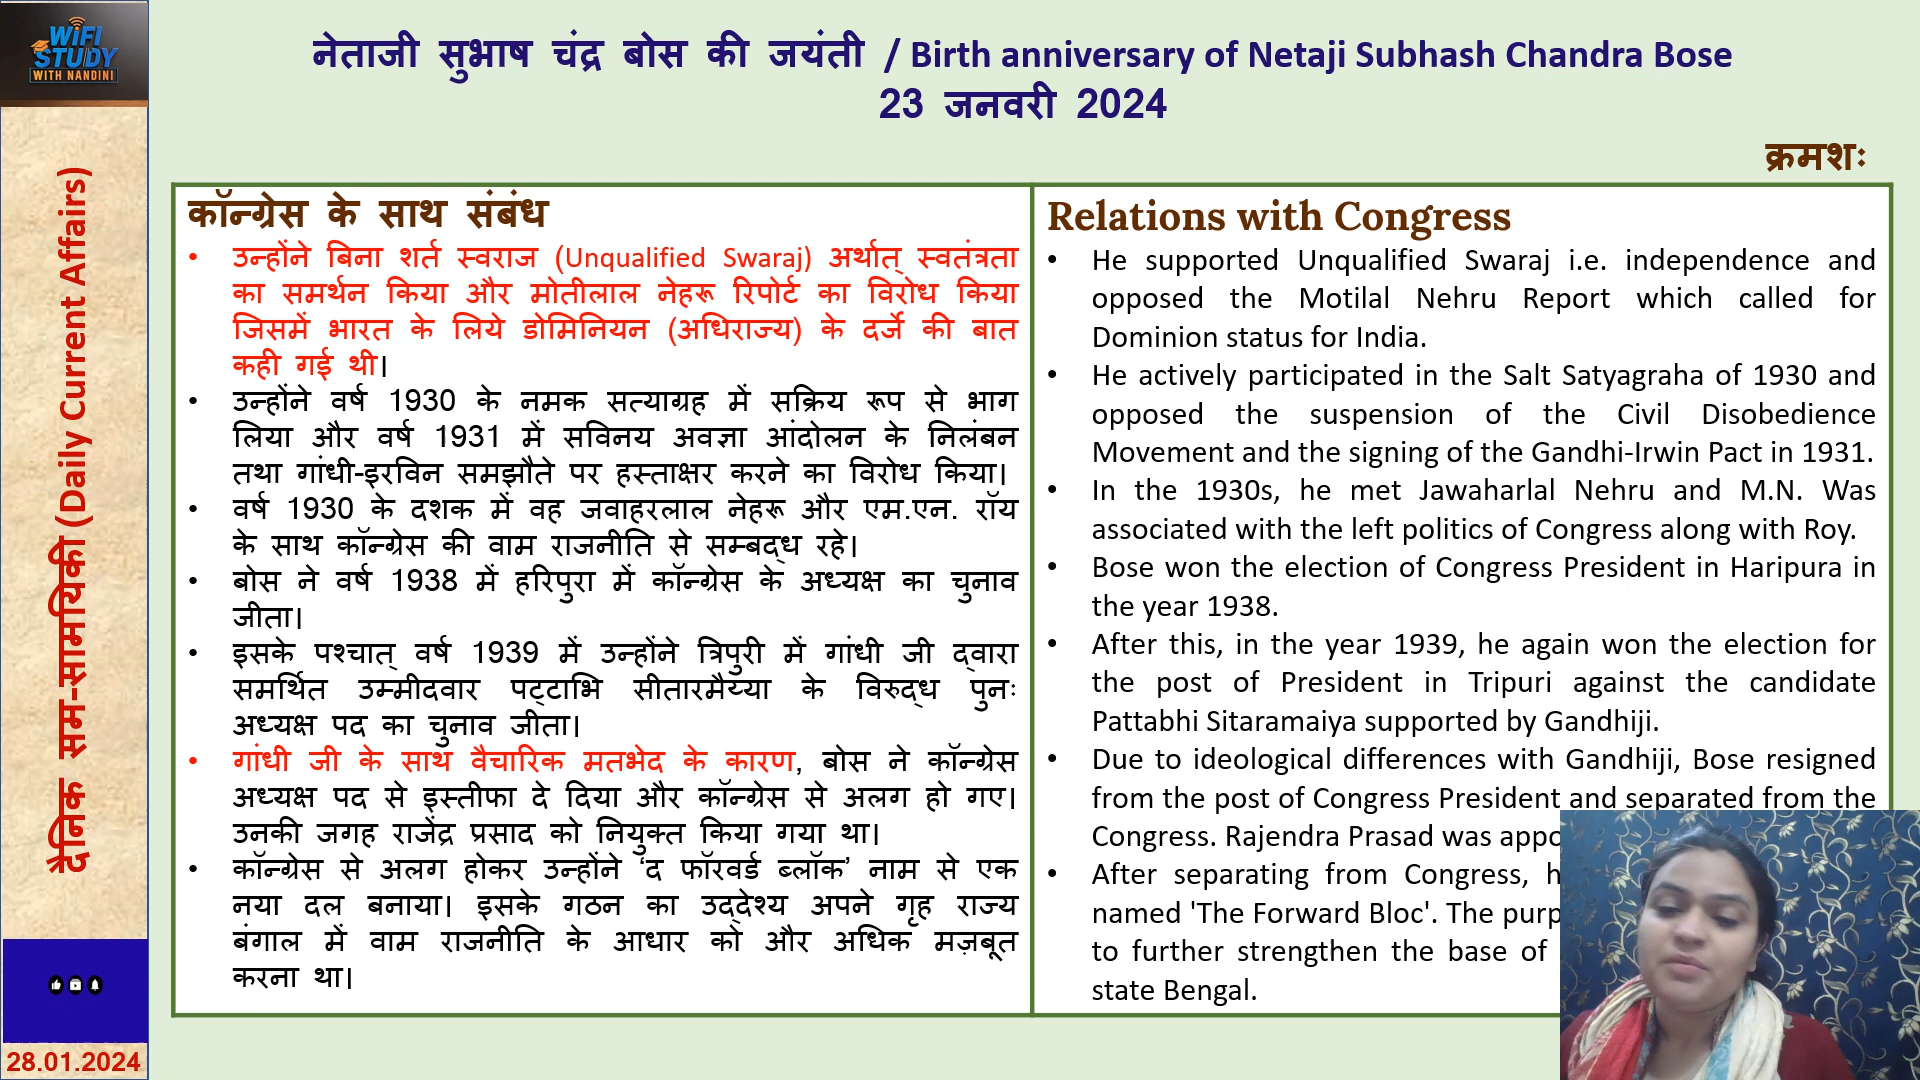 WiFi
STUDY
WITH NANDINI
दैनिक सम-सामयिकी (Daily Current Affairs)
28.01.2024
नेताजी सुभाष चंद्र बोस की जयंती / Birth anniversary of Netaji Subhash Chandra Bose
23 जनवरी 2024
क्रमशः
कॉन्ग्रेस के साथ संबंध
• उन्होंने बिना शर्त स्वराज (Unqualified Swaraj) अर्थात् स्वतंत्रता
का समर्थन किया और मोतीलाल नेहरू रिपोर्ट का विरोध किया
जिसमें भारत के लिये डोमिनियन (अधिराज्य) के दर्जे की बात
कही गई थी।
• उन्होंने वर्ष 1930 के नमक सत्याग्रह में सक्रिय रूप से भाग
लिया और वर्ष 1931 में सविनय अवज्ञा आंदोलन के निलंबन
तथा गांधी-इरविन समझौते पर हस्ताक्षर करने का विरोध किया।
• वर्ष 1930 के दशक में वह जवाहरलाल नेहरू और एम.एन. रॉय
के साथ कॉन्ग्रेस की वाम राजनीति से सम्बद्ध रहे।
• बोस ने वर्ष 1938 में हरिपुरा में कॉन्ग्रेस के अध्यक्ष का चुनाव
जीता।
• इसके पश्चात् वर्ष 1939 में उन्होंने त्रिपुरी में गांधी जी द्वारा
समर्थित उम्मीदवार पट्टाभि सीतारमैय्या के विरुद्ध पुनः
अध्यक्ष पद का चुनाव जीता।
• गांधी जी के साथ वैचारिक मतभेद के कारण, बोस ने कॉन्ग्रेस
अध्यक्ष पद से इस्तीफा दे दिया और कॉन्ग्रेस से अलग हो गए।
उनकी जगह राजेंद्र प्रसाद को नियुक्त किया गया था।
• कॉन्ग्रेस से अलग होकर उन्होंने ‘द फॉरवर्ड ब्लॉक’ नाम से एक
नया दल बनाया। इसके गठन का उद्देश्य अपने गृह राज्य
बंगाल में वाम राजनीति के आधार को और अधिक मज़बूत
करना था।
Relations with Congress
• He supported Unqualified Swaraj i.e. independence and
opposed the Motilal Nehru Report which called for
Dominion status for India.
• He actively participated in the Salt Satyagraha of 1930 and
opposed the suspension of the Civil Disobedience
Movement and the signing of the Gandhi-Irwin Pact in 1931.
• In the 1930s, he met Jawaharlal Nehru and M.N. Was
associated with the left politics of Congress along with Roy.
• Bose won the election of Congress President in Haripura in
the year 1938.
• After this, in the year 1939, he again won the election for
the post of President in Tripuri against the candidate
Pattabhi Sitaramaiya supported by Gandhiji.
• Due to ideological differences with Gandhiji, Bose resigned
from the post of Congress President and separated from the
Congress. Rajendra Prasad was
• After separating from Congress,
named 'The Forward Bloc'. The
to further strengthen the base of
state Bengal.